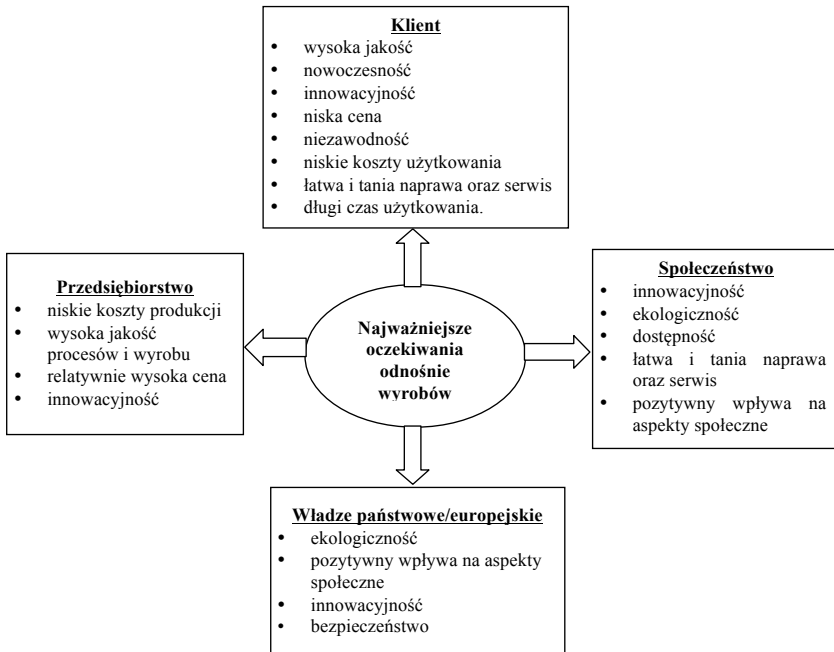 Klient
• wysoka jakość
• nowoczesność
• innowacyjność
• niska cena
• niezawodność
• niskie koszty użytkowania
• łatwa i tania naprawa oraz serwis
• długi czas użytkowania.
Przedsiębiorstwo
• niskie koszty produkcji
• wysoka jakość
procesów i wyrobu
• relatywnie wysoka cena
• innowacyjność
Najważniejsze
oczekiwania
odnośnie
wyrobów
Społeczeństwo
• innowacyjność
• ekologiczność
• dostępność
• łatwa i tania naprawa
oraz serwis
• pozytywny wpływa na
aspekty społeczne
Władze państwowe/europejskie
• ekologiczność
• pozytywny wpływa na aspekty
społeczne
• innowacyjność
• bezpieczeństwo